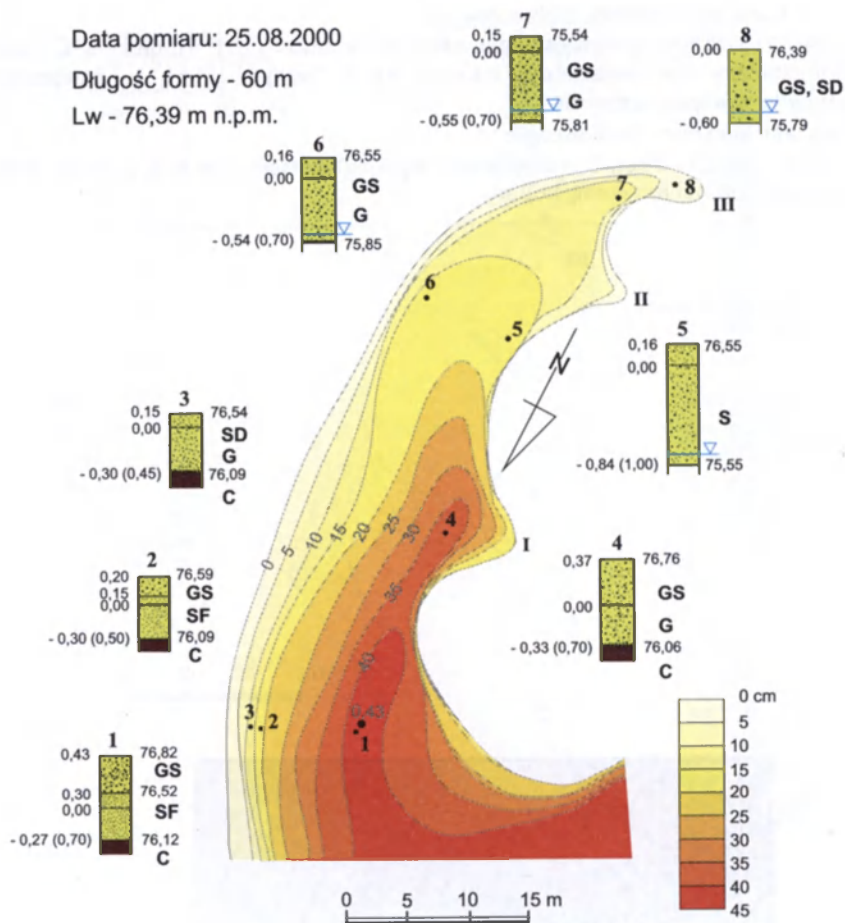 Data pomiaru: 25.08.2000
Długość formy - 60 m
Lw - 76,39 m n.p.m.
7
0,15 75,54
0,00
GS
G
- 0,55 (0,70) 75,81
8
0,00 76,39
GS, SD
-0,60 75,79
6
0,16 76,55
0,00
GS
G
- 0,54 (0,70) 75,85
7
8
III
6
II
5
N
5
0,16 76,55
0,00
S
- 0,84 (1,00) 75,55
3
0,15 76,54
0,00
SD
G
- 0,30 (0,45) 76,09
C
4
I
0 5 10 15 20 25 30
35
40
2
0,20 76,59
0,15 GS
0,00
SF
- 0,30 (0,50) 76,09
C
4
0,37 76,76
GS
0,00
G
- 0,33 (0,70) 76,06
C
3 2
0,43
1
1
0,43 76,82
GS
0,30 76,52
0,00 SF
- 0,27 (0,70) 76,12
C
0 cm
5
10
15
20
25
30
35
40
45
0 5 10 15 m